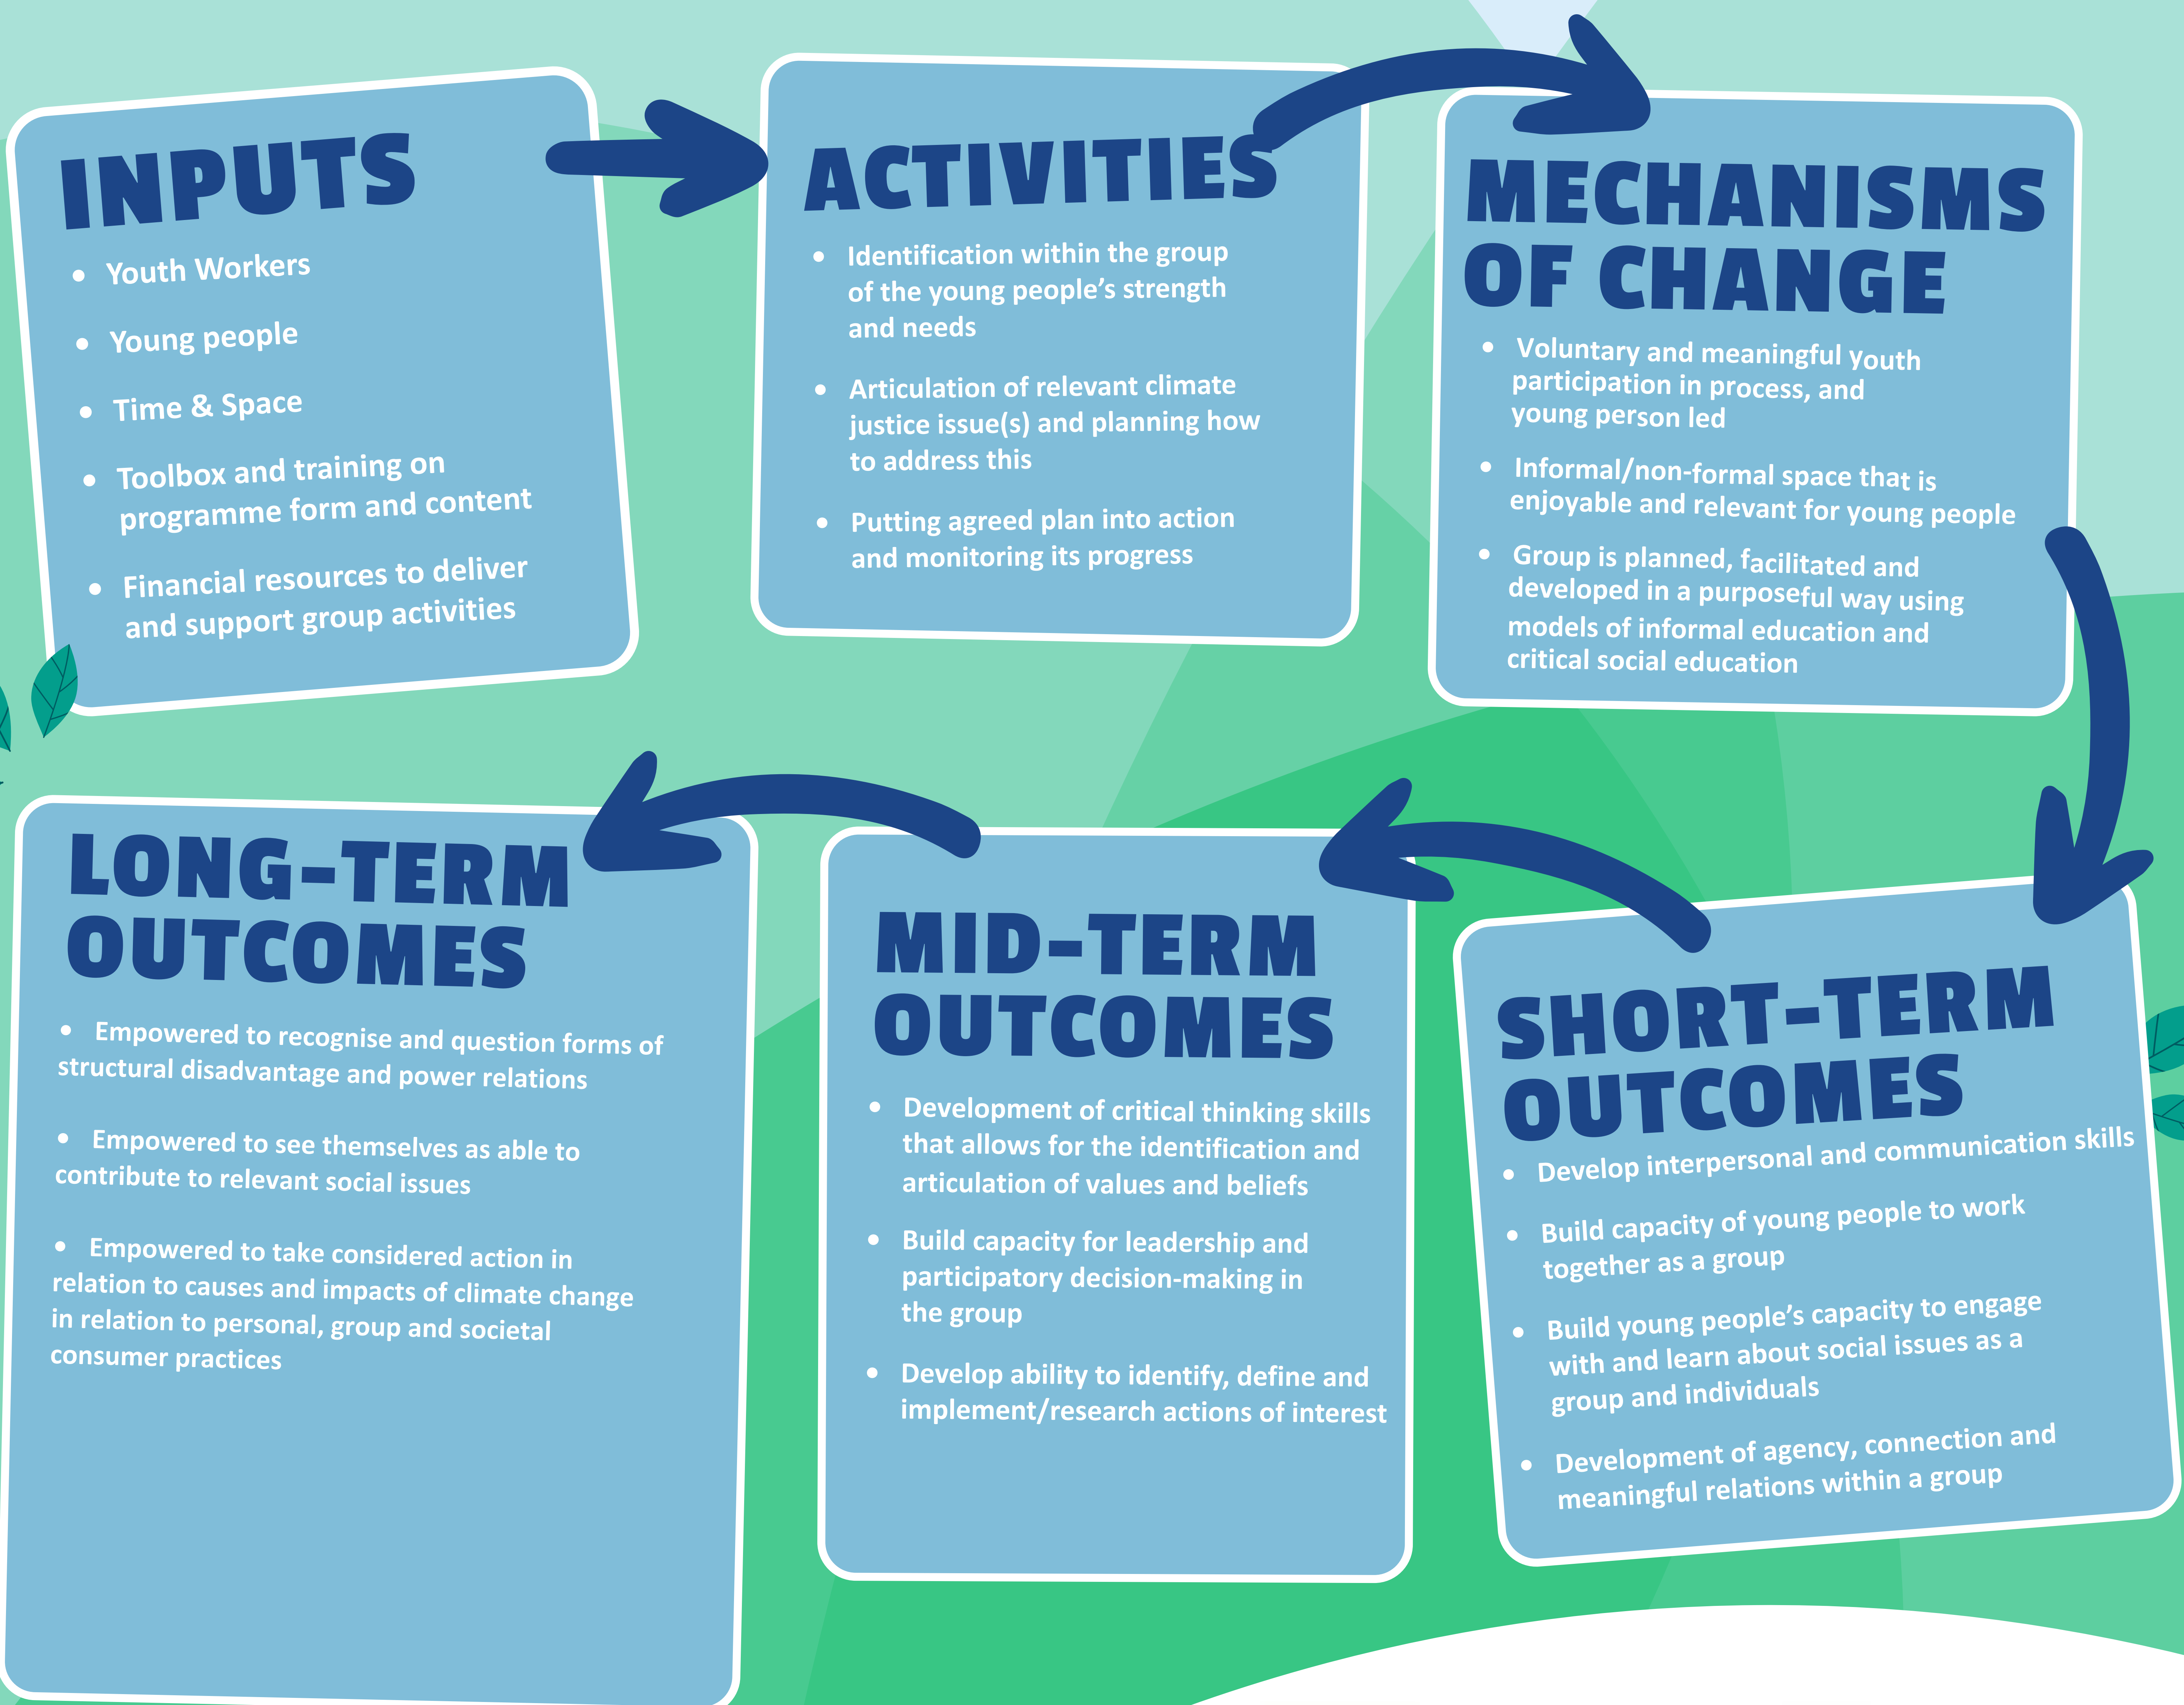 INPUTS
• Youth Workers
• Young people
• Time & Space
• Toolbox and training on
programme form and content
• Financial resources to deliver
and support group activities
ACTIVITIES
• Identification within the group
of the young people’s strength
and needs
• Articulation of relevant climate
justice issue(s) and planning how
to address this
• Putting agreed plan into action
and monitoring its progress
MECHANISMS
OF CHANGE
• Voluntary and meaningful youth
participation in process, and
young person led
• Informal/non-formal space that is
enjoyable and relevant for young people
• Group is planned, facilitated and
developed in a purposeful way using
models of informal education and
critical social education
SHORT-TERM
OUTCOMES
• Develop interpersonal and communication skills
• Build capacity of young people to work
together as a group
• Build young people’s capacity to engage
with and learn about social issues as a
group and individuals
• Development of agency, connection and
meaningful relations within a group
MID-TERM
OUTCOMES
• Development of critical thinking skills
that allows for the identification and
articulation of values and beliefs
• Build capacity for leadership and
participatory decision-making in
the group
• Develop ability to identify, define and
implement/research actions of interest
LONG-TERM
OUTCOMES
• Empowered to recognise and question forms of
structural disadvantage and power relations
• Empowered to see themselves as able to
contribute to relevant social issues
• Empowered to take considered action in
relation to causes and impacts of climate change
in relation to personal, group and societal
consumer practices